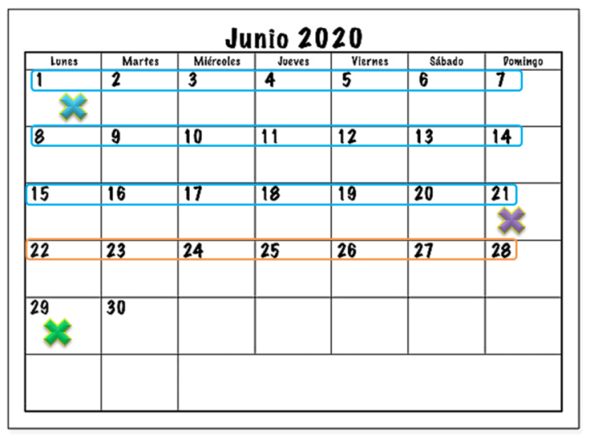 Junio 2020
Lunes Martes Miércoles Jueves Viernes Sábado Domingo
1 2 3 4 5 6 7
8 9 10 11 12 13 14
15 16 17 18 19 20 21
22 23 24 25 26 27 28
29 30